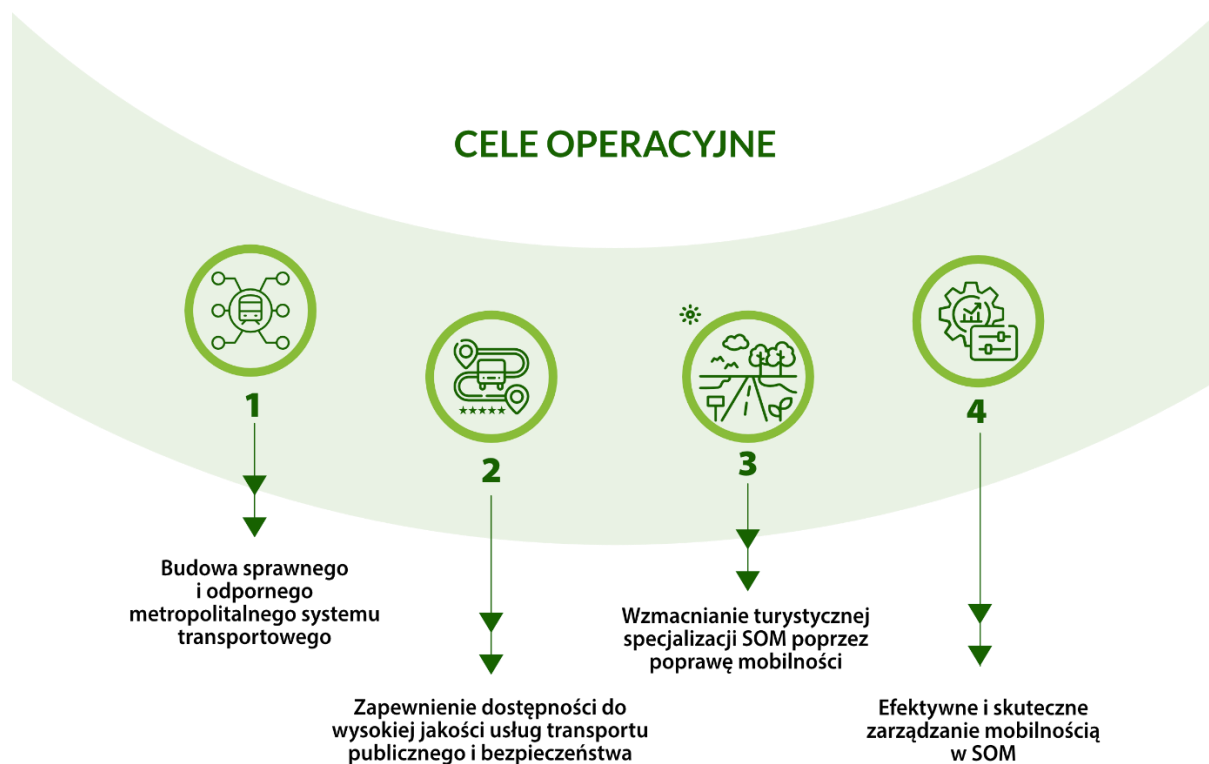 CELE OPERACYJNE
1
Budowa sprawnego
i odpornego
metropolitalnego systemu
transportowego
2
Zapewnienie dostępności do
wysokiej jakości usług transportu
publicznego i bezpieczeństwa
3
Wzmacnianie turystycznej
specjalizacji SOM poprzez
poprawę mobilności
4
Efektywne i skuteczne
zarządzanie mobilnością
w SOM